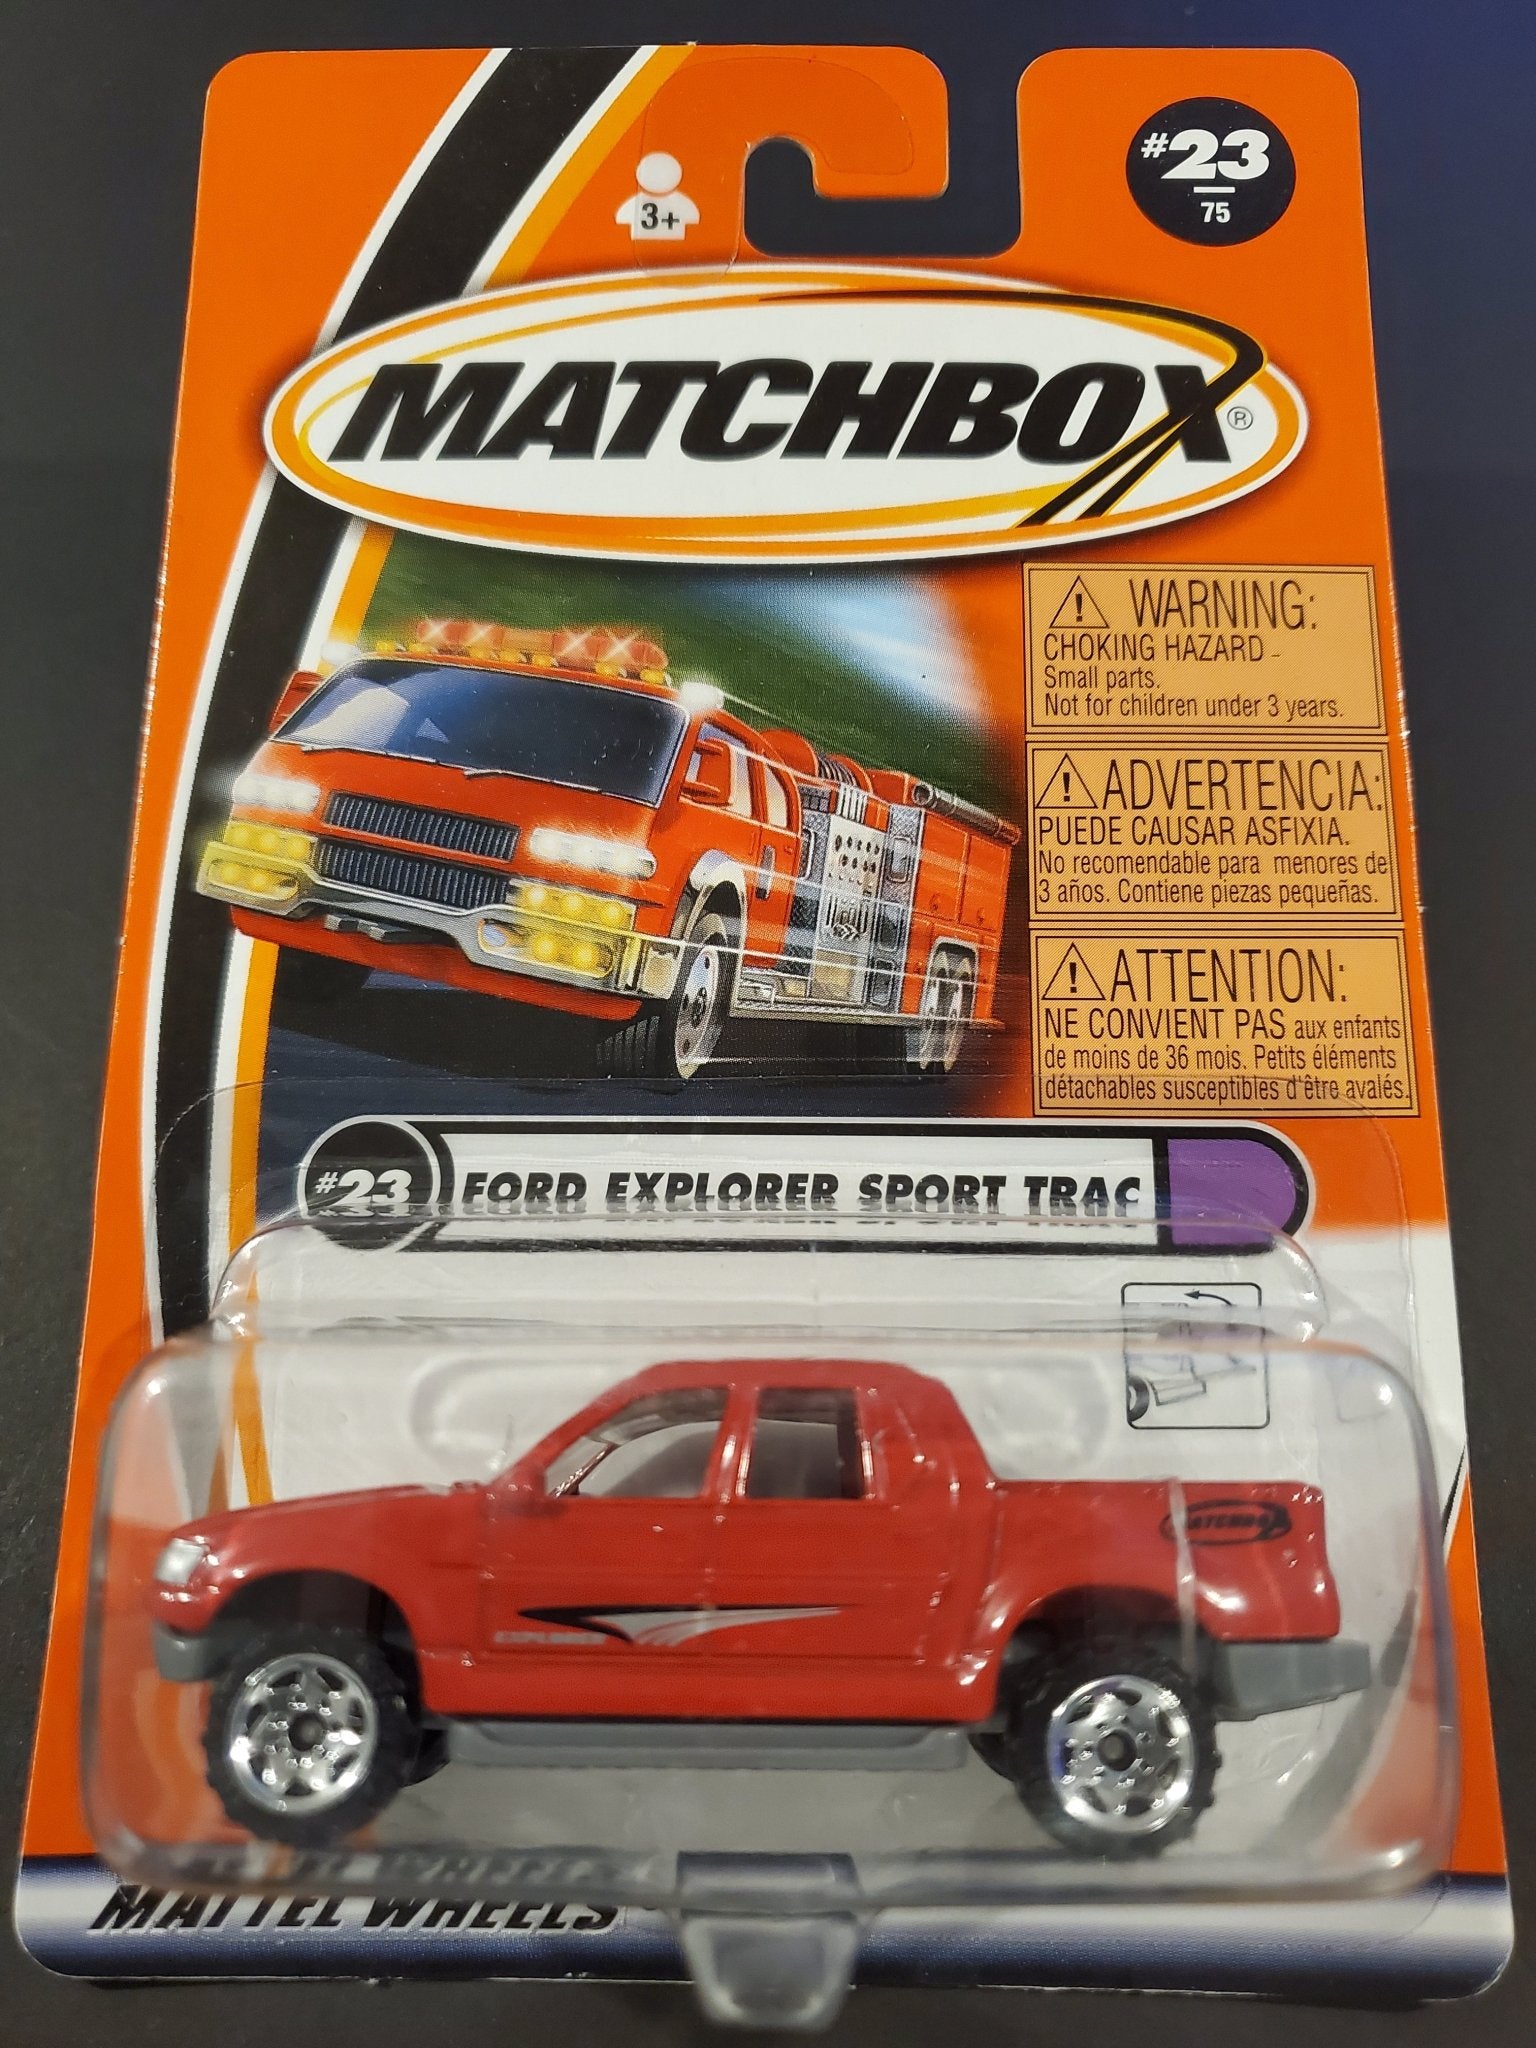 #23
75
3+
MATCHBOX®
⚠ WARNING:
CHOKING HAZARD -
Small parts.
Not for children under 3 years.
⚠ ADVERTENCIA:
PUEDE CAUSAR ASFIXIA.
No recomendable para menores de
3 años. Contiene piezas pequeñas.
⚠ ATTENTION:
NE CONVIENT PAS aux enfants
de moins de 36 mois. Petits éléments
détachables susceptibles d'être avalés.
#23 FORD EXPLORER SPORT TRAC
MATCHBOX
EXPLORER
MATTEL WHEELS